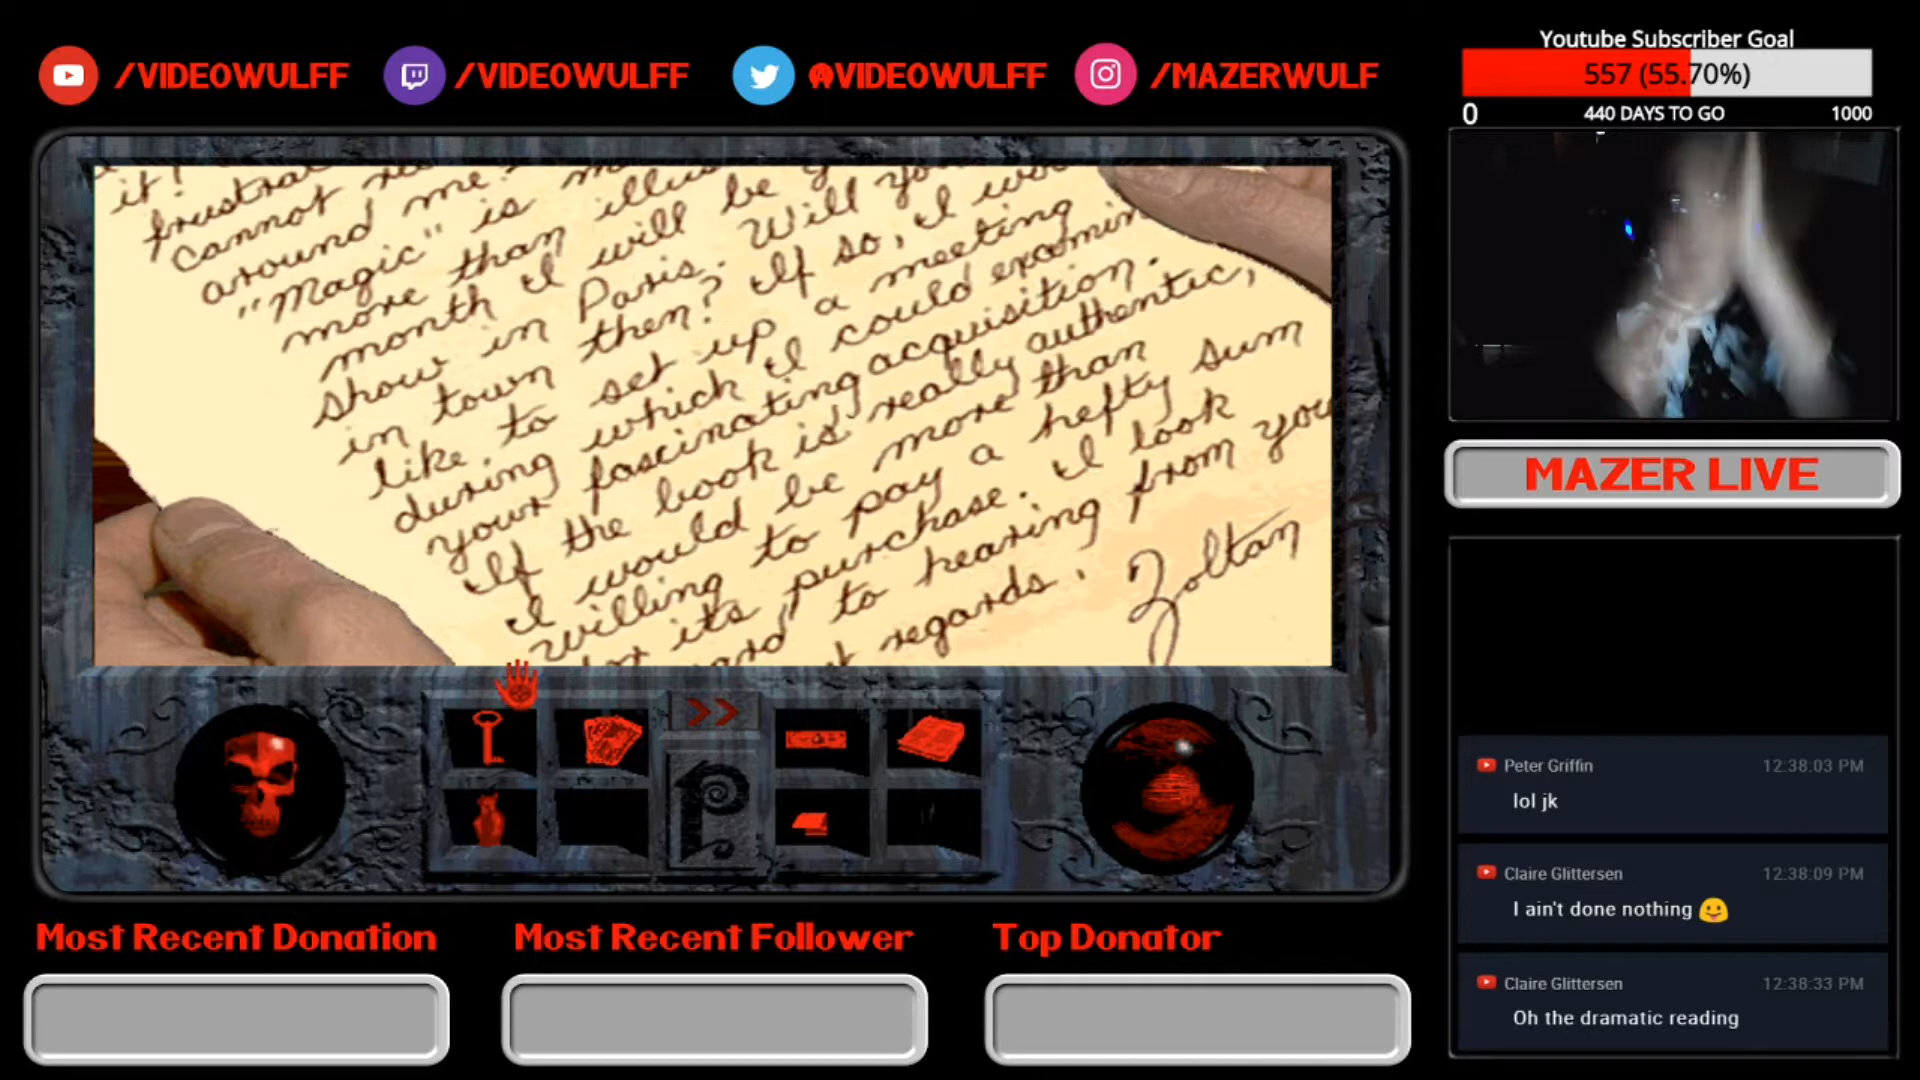 /VIDEOWULFF /VIDEOWULFF @VIDEOWULFF /MAZERWULF
Youtube Subscriber Goal
557 (55.70%)
0 440 DAYS TO GO 1000
it!
frustrat
cannot
around me.
"Magic" is
more than illus
month I will be
show in Paris. Will you
in town then? If so, I wo
like to set up a meeting
during which I could examin
your fascinating acquisition.
If the book is really authentic,
I would be more than
willing to pay a hefty sum
its purchase. I look
to hearing from you
regards,
Zoltan
MAZER LIVE
Peter Griffin 12:38.03 PM
lol jk
Claire Glittersen 12:38:09 PM
I ain't done nothing 😛
Claire Glittersen 12:38:33 PM
Oh the dramatic reading
>>
Most Recent Donation Most Recent Follower Top Donator